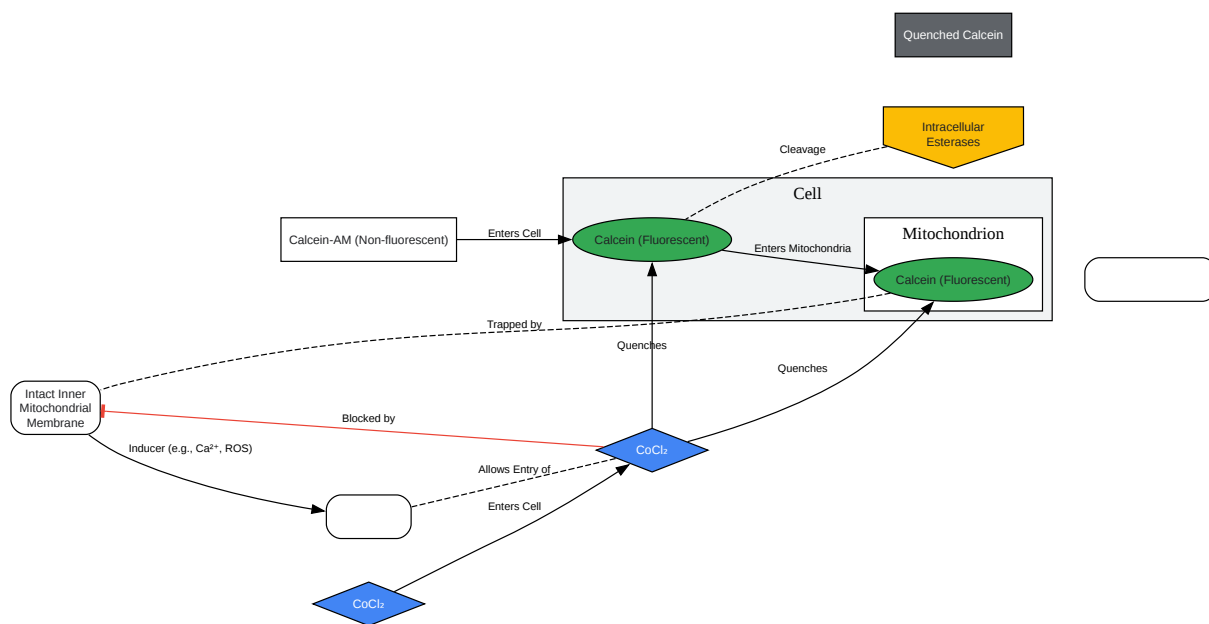 Quenched Calcein
Intracellular
Esterases
Cleavage
Cell
Calcein-AM (Non-fluorescent)
Enters Cell
Calcein (Fluorescent)
Enters Mitochondria
Mitochondrion
Calcein (Fluorescent)
Trapped by
Quenches
Quenches
Intact Inner
Mitochondrial
Membrane
Blocked by
Inducer (e.g., Ca²⁺, ROS)
CoCl₂
Allows Entry of
Enters Cell
CoCl₂